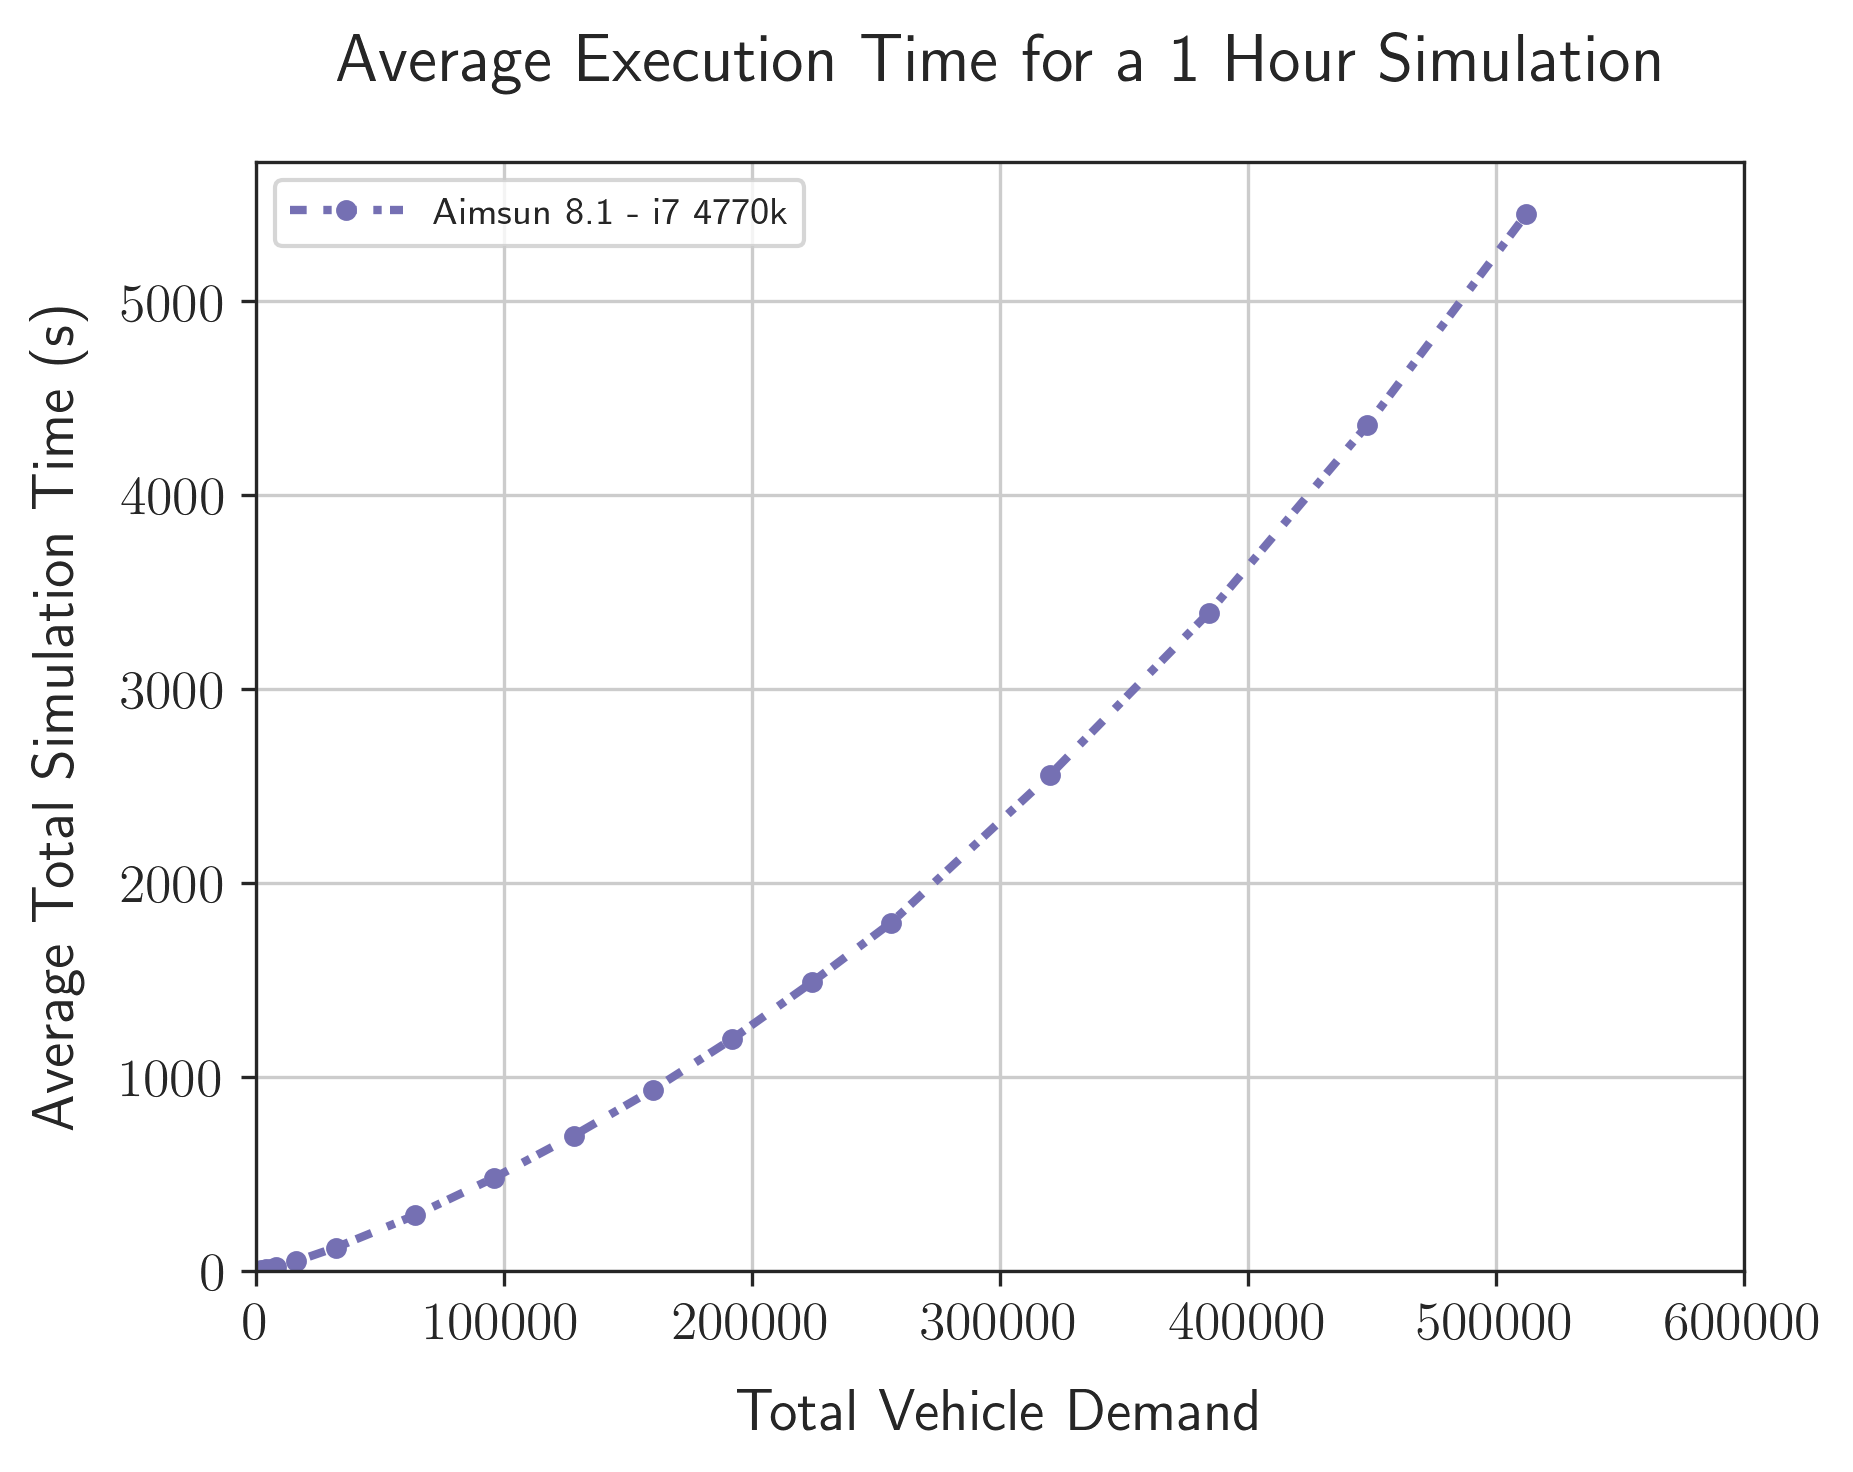 Average Execution Time for a 1 Hour Simulation
Aimsun 8.1 - i7 4770k
Average Total Simulation Time (s)
5000
4000
3000
2000
1000
0
0 100000 200000 300000 400000 500000 600000
Total Vehicle Demand